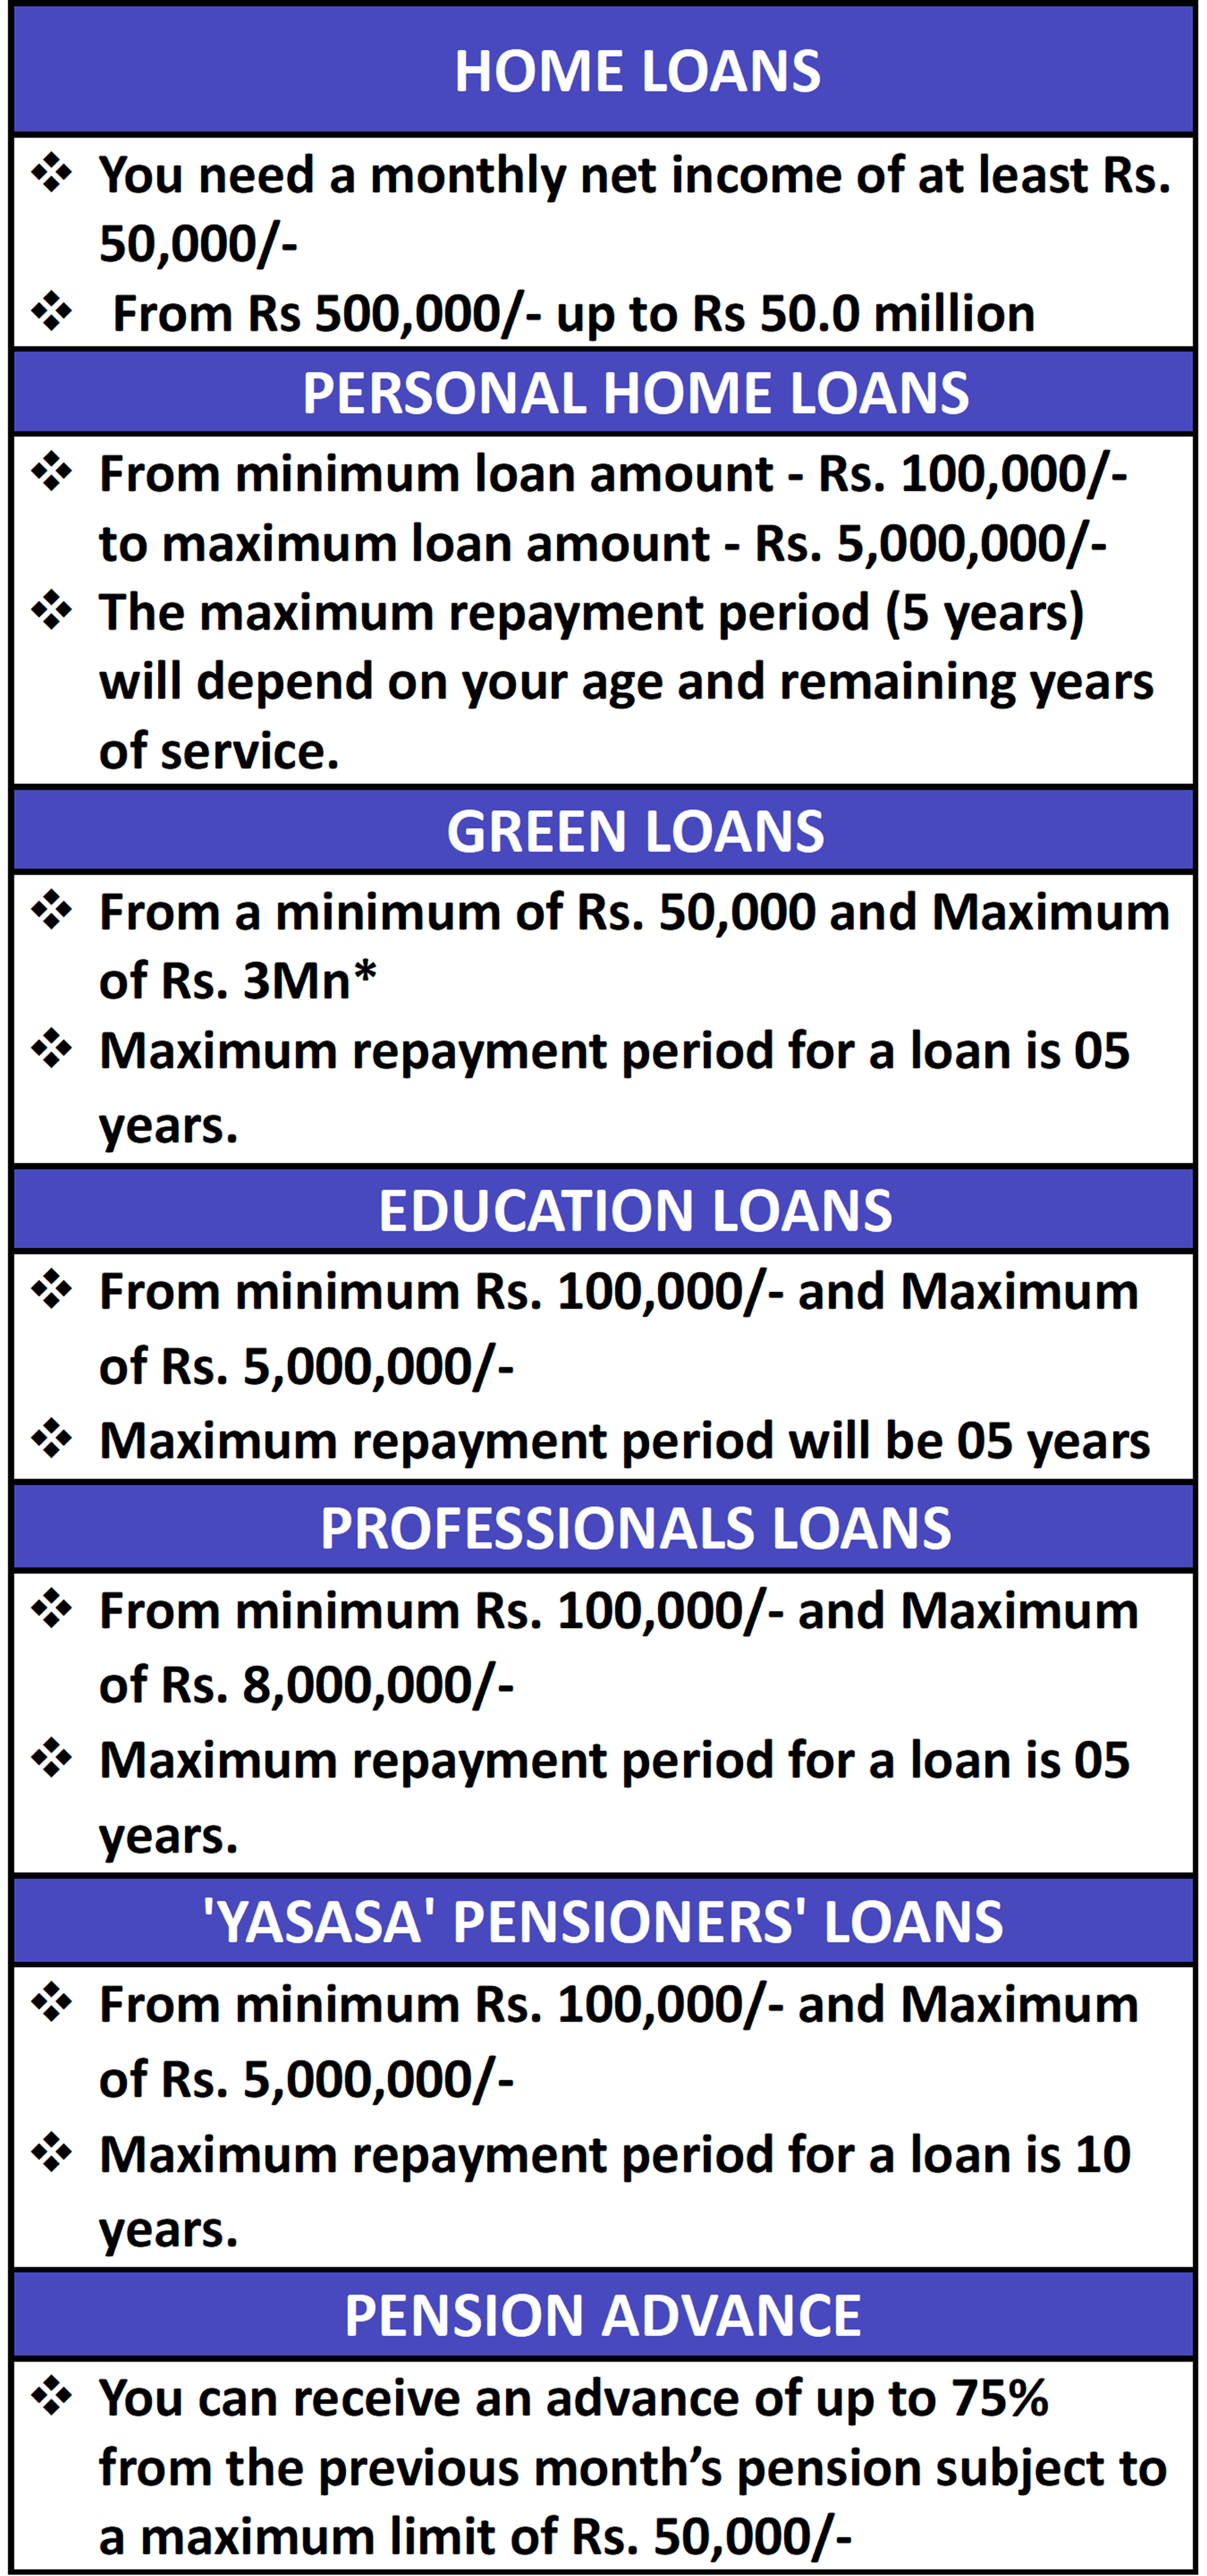 HOME LOANS
❖ You need a monthly net income of at least Rs.
50,000/-
❖ From Rs 500,000/- up to Rs 50.0 million
PERSONAL HOME LOANS
❖ From minimum loan amount - Rs. 100,000/-
to maximum loan amount - Rs. 5,000,000/-
❖ The maximum repayment period (5 years)
will depend on your age and remaining years
of service.
GREEN LOANS
❖ From a minimum of Rs. 50,000 and Maximum
of Rs. 3Mn*
❖ Maximum repayment period for a loan is 05
years.
EDUCATION LOANS
❖ From minimum Rs. 100,000/- and Maximum
of Rs. 5,000,000/-
❖ Maximum repayment period will be 05 years
PROFESSIONALS LOANS
❖ From minimum Rs. 100,000/- and Maximum
of Rs. 8,000,000/-
❖ Maximum repayment period for a loan is 05
years.
'YASASA' PENSIONERS' LOANS
❖ From minimum Rs. 100,000/- and Maximum
of Rs. 5,000,000/-
❖ Maximum repayment period for a loan is 10
years.
PENSION ADVANCE
❖ You can receive an advance of up to 75%
from the previous month’s pension subject to
a maximum limit of Rs. 50,000/-